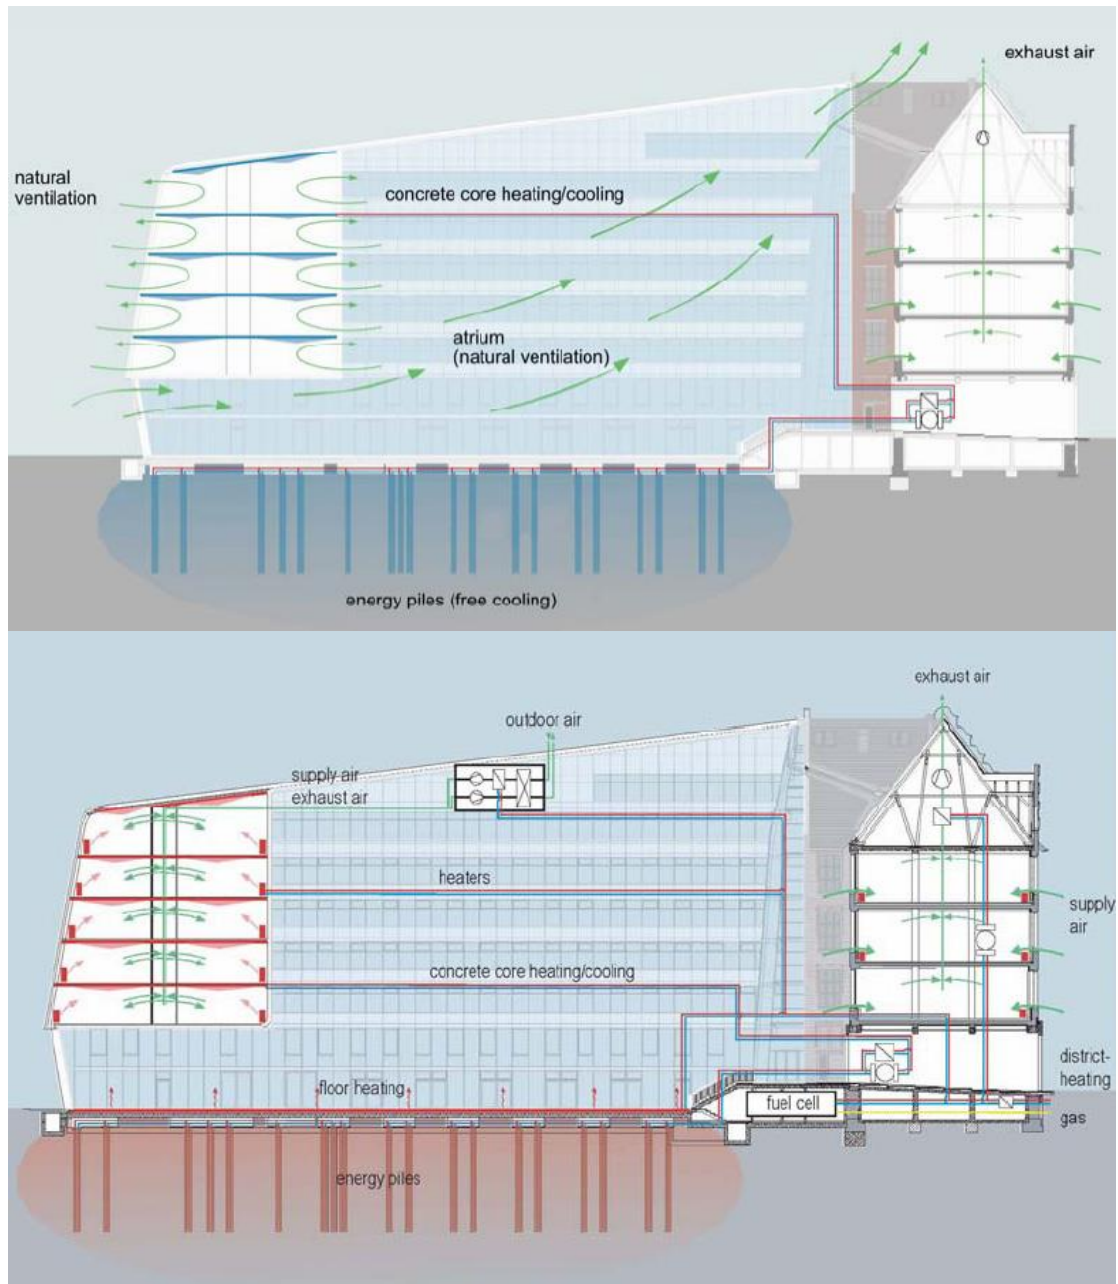 exhaust air
natural
ventilation
concrete core heating/cooling
atrium
(natural ventilation)
energy piles (free cooling)
exhaust air
outdoor air
supply air
exhaust air
heaters
supply
air
concrete core heating/cooling
district-
heating
floor heating
fuel cell
gas
energy piles